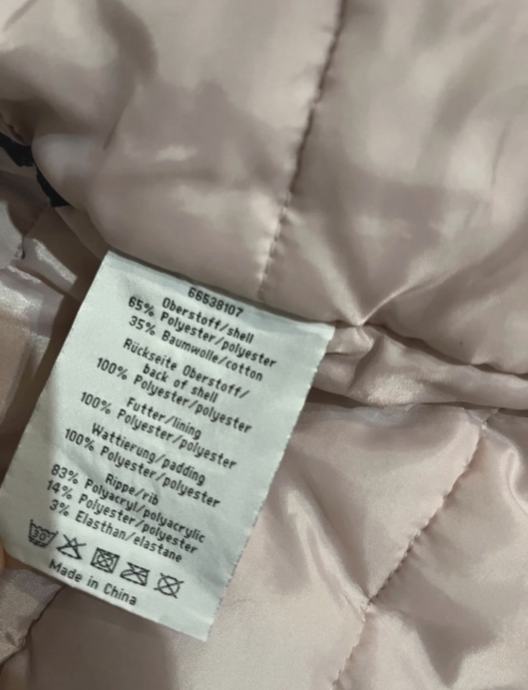 66538107
Oberstoff/shell
65% Polyester/polyester
35% Baumwolle/cotton
Rückseite Oberstoff/
back of shell
100% Polyester/polyester
Futter/lining
100% Polyester/polyester
Wattierung/padding
100% Polyester/polyester
Rippe/rib
83% Polyacryl/polyacrylic
14% Polyester/polyester
3% Elasthan/elastane
30
Made in China